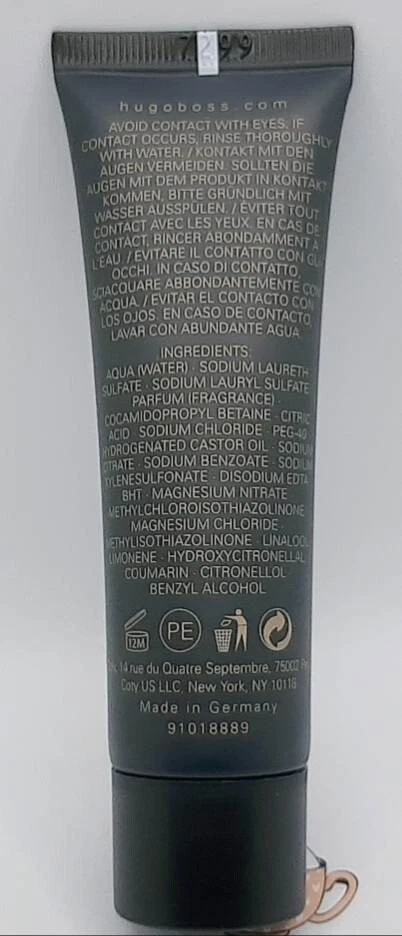 7299
hugoboss.com
AVOID CONTACT WITH EYES. IF
CONTACT OCCURS, RINSE THOROUGHLY
WITH WATER. / KONTAKT MIT DEN
AUGEN VERMEIDEN. SOLLTEN DIE
AUGEN MIT DEM PRODUKT IN KONTAKT
KOMMEN, BITTE GRÜNDLICH MIT
WASSER AUSSPÜLEN. / ÉVITER TOUT
CONTACT AVEC LES YEUX. EN CAS DE
CONTACT, RINCER ABONDAMMENT À
L'EAU. / EVITARE IL CONTATTO CON GLI
OCCHI. IN CASO DI CONTATTO,
SCIACQUARE ABBONDANTEMENTE CON
ACQUA. / EVITAR EL CONTACTO CON
LOS OJOS. EN CASO DE CONTACTO,
LAVAR CON ABUNDANTE AGUA.
INGREDIENTS:
AQUA (WATER) · SODIUM LAURETH
SULFATE · SODIUM LAURYL SULFATE ·
PARFUM (FRAGRANCE) ·
COCAMIDOPROPYL BETAINE · CITRIC
ACID · SODIUM CHLORIDE · PEG-40
HYDROGENATED CASTOR OIL · SODIUM
CITRATE · SODIUM BENZOATE · SODIUM
XYLENESULFONATE · DISODIUM EDTA ·
BHT · MAGNESIUM NITRATE ·
METHYLCHLOROISOTHIAZOLINONE ·
MAGNESIUM CHLORIDE ·
METHYLISOTHIAZOLINONE · LINALOOL ·
LIMONENE · HYDROXYCITRONELLAL ·
COUMARIN · CITRONELLOL ·
BENZYL ALCOHOL
12M PE
14 rue du Quatre Septembre, 75002
Coty US LLC, New York, NY 10118
Made in Germany
91018889